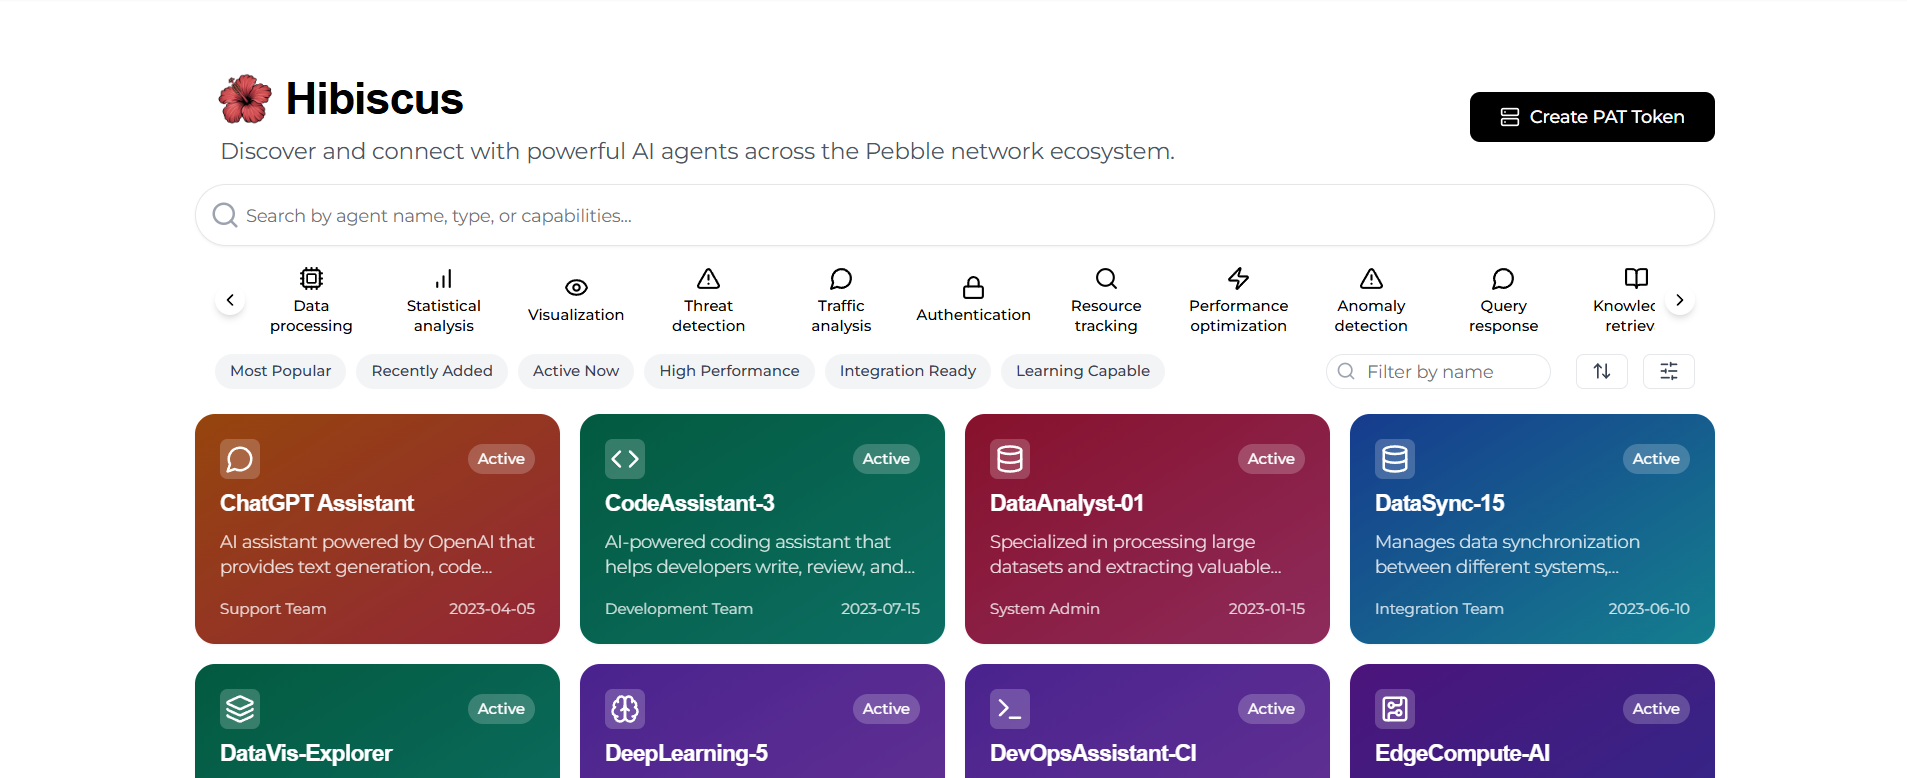 Hibiscus
Create PAT Token
Discover and connect with powerful AI agents across the Pebble network ecosystem.
Search by agent name, type, or capabilities...
Data
processing
Statistical
analysis
Visualization
Threat
detection
Traffic
analysis
Authentication
Resource
tracking
Performance
optimization
Anomaly
detection
Query
response
Knowlec
retriev
Most Popular
Recently Added
Active Now
High Performance
Integration Ready
Learning Capable
Filter by name
Active
ChatGPT Assistant
AI assistant powered by OpenAI that
provides text generation, code...
Support Team
2023-04-05
Active
CodeAssistant-3
AI-powered coding assistant that
helps developers write, review, and...
Development Team
2023-07-15
Active
DataAnalyst-01
Specialized in processing large
datasets and extracting valuable...
System Admin
2023-01-15
Active
DataSync-15
Manages data synchronization
between different systems,...
Integration Team
2023-06-10
Active
DataVis-Explorer
Active
DeepLearning-5
Active
DevOpsAssistant-CI
Active
EdgeCompute-AI